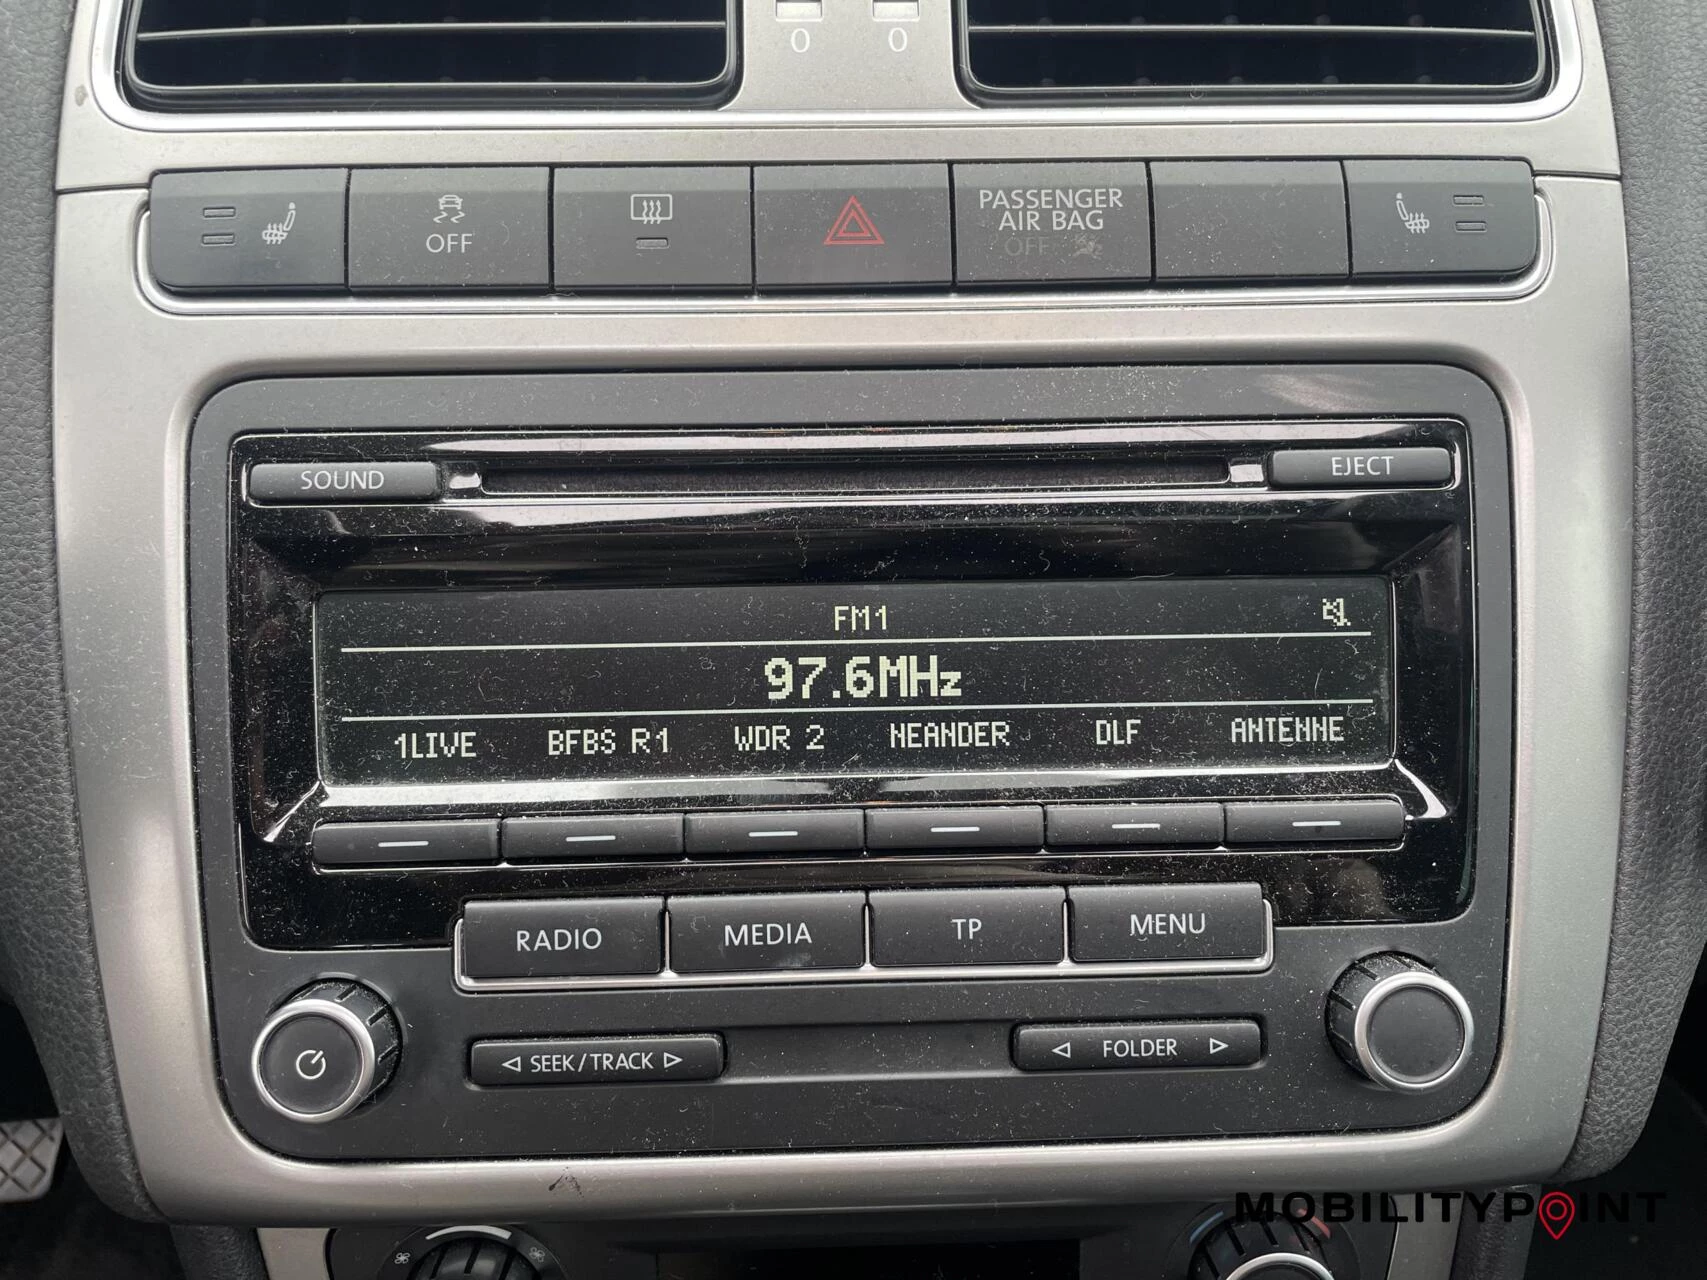 0 0
OFF
PASSENGER
AIR BAG
OFF
SOUND
EJECT
FM1
97.6MHz
1LIVE BFBS R1 WDR 2 NEANDER DLF ANTENNE
RADIO MEDIA TP MENU
SEEK/TRACK
FOLDER
MOBILITYPOINT